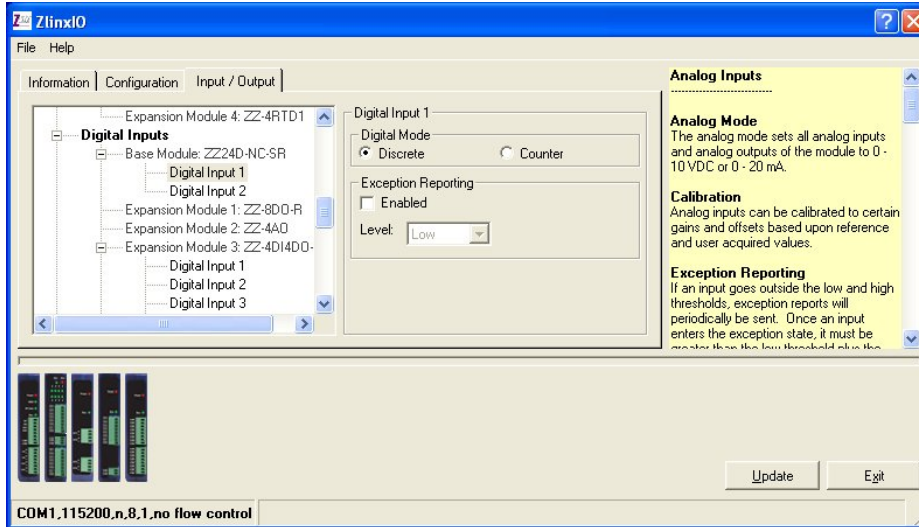 ZlinxIO
File Help
Information Configuration Input / Output
Expansion Module 4: ZZ-4RTD1
Digital Inputs
Base Module: ZZ24D-NC-SR
Digital Input 1
Digital Input 2
Expansion Module 1: ZZ-8DO-R
Expansion Module 2: ZZ-4AO
Expansion Module 3: ZZ-4DI4DO-
Digital Input 1
Digital Input 2
Digital Input 3
Digital Input 1
Digital Mode
Discrete Counter
Exception Reporting
Enabled
Level: Low
Analog Inputs
----------------------------
Analog Mode
The analog mode sets all analog inputs
and analog outputs of the module to 0 -
10 VDC or 0 - 20 mA.
Calibration
Analog inputs can be calibrated to certain
gains and offsets based upon reference
and user acquired values.
Exception Reporting
If an input goes outside the low and high
thresholds, exception reports will
periodically be sent. Once an input
enters the exception state, it must be
greater than the low threshold plus the
Update Exit
COM1,115200,n,8,1,no flow control